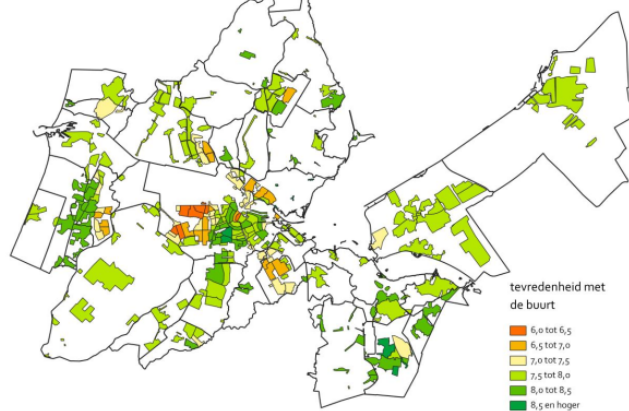 tevredenheid met
de buurt
6,0 tot 6,5
6,5 tot 7,0
7,0 tot 7,5
7,5 tot 8,0
8,0 tot 8,5
8,5 en hoger